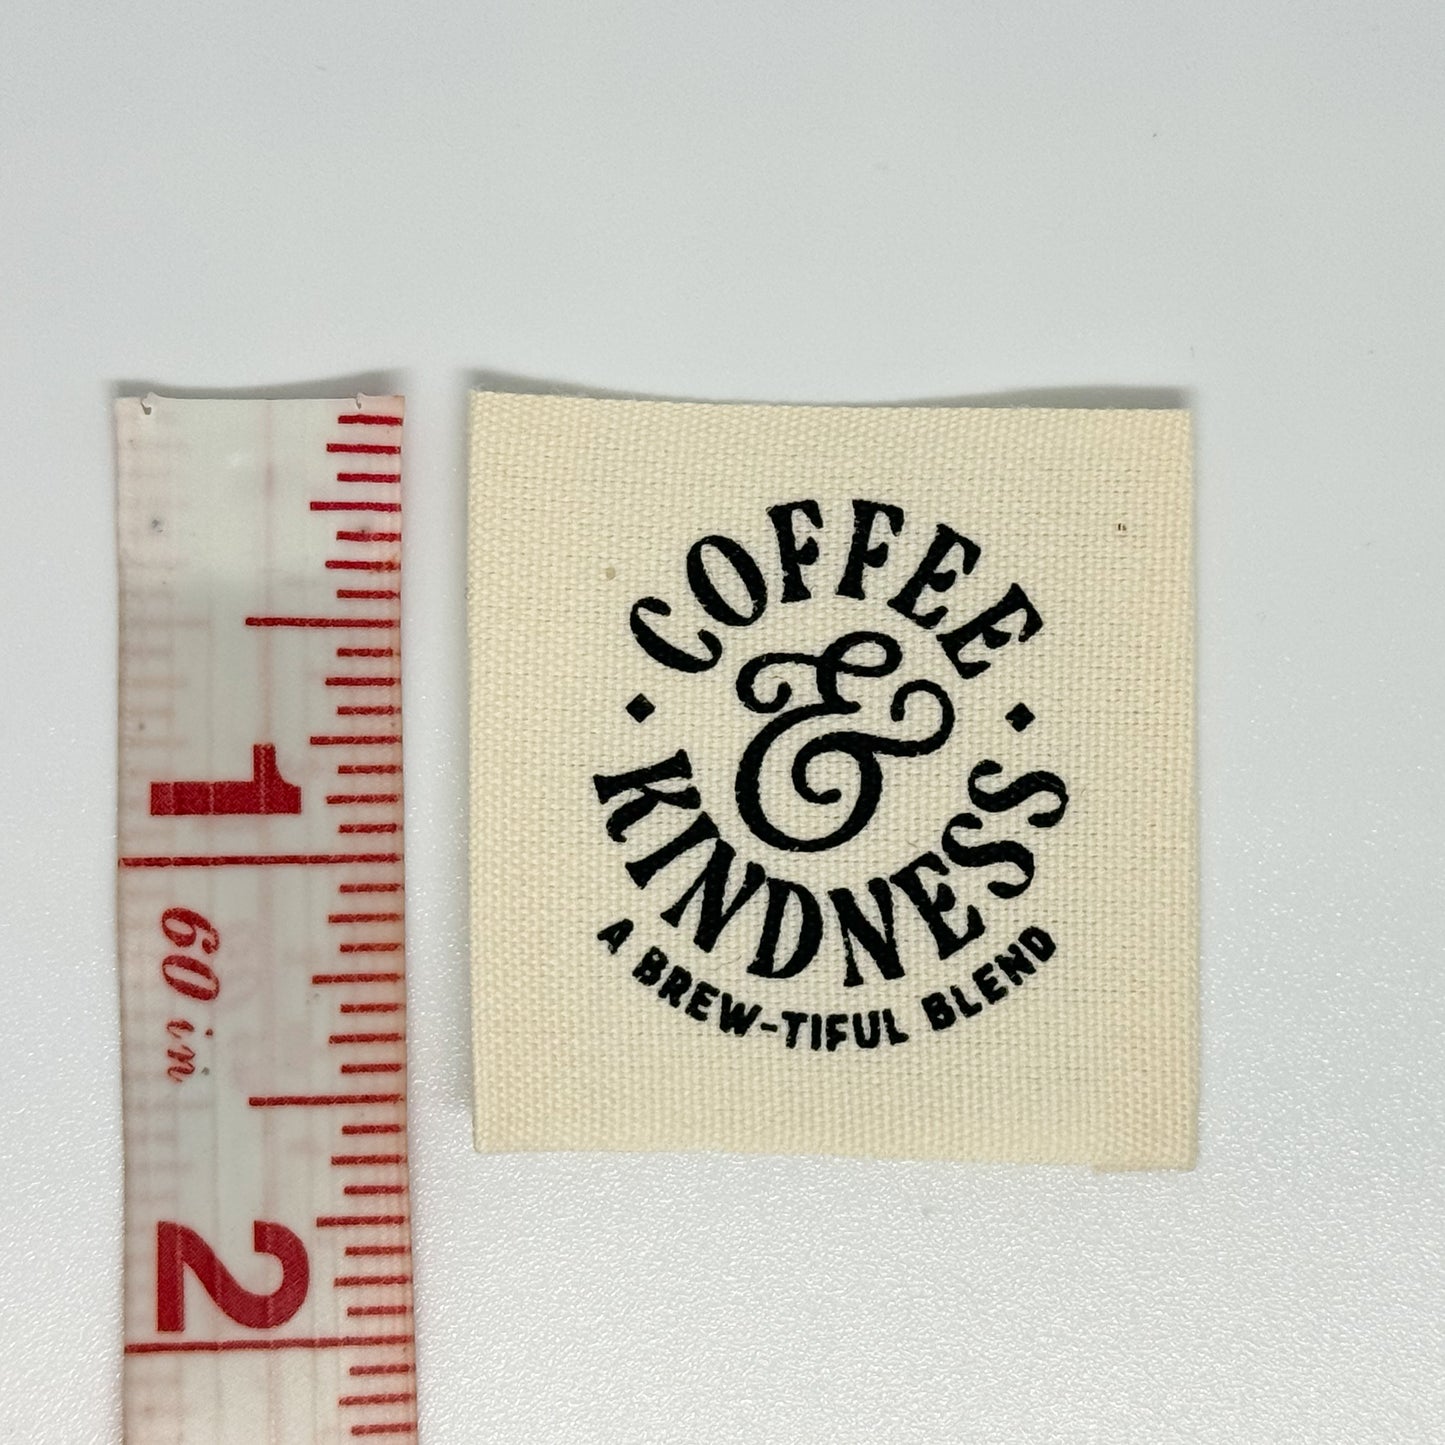 1
60 in
2
COFFEE
&
KINDNESS
A BREW-TIFUL BLEND